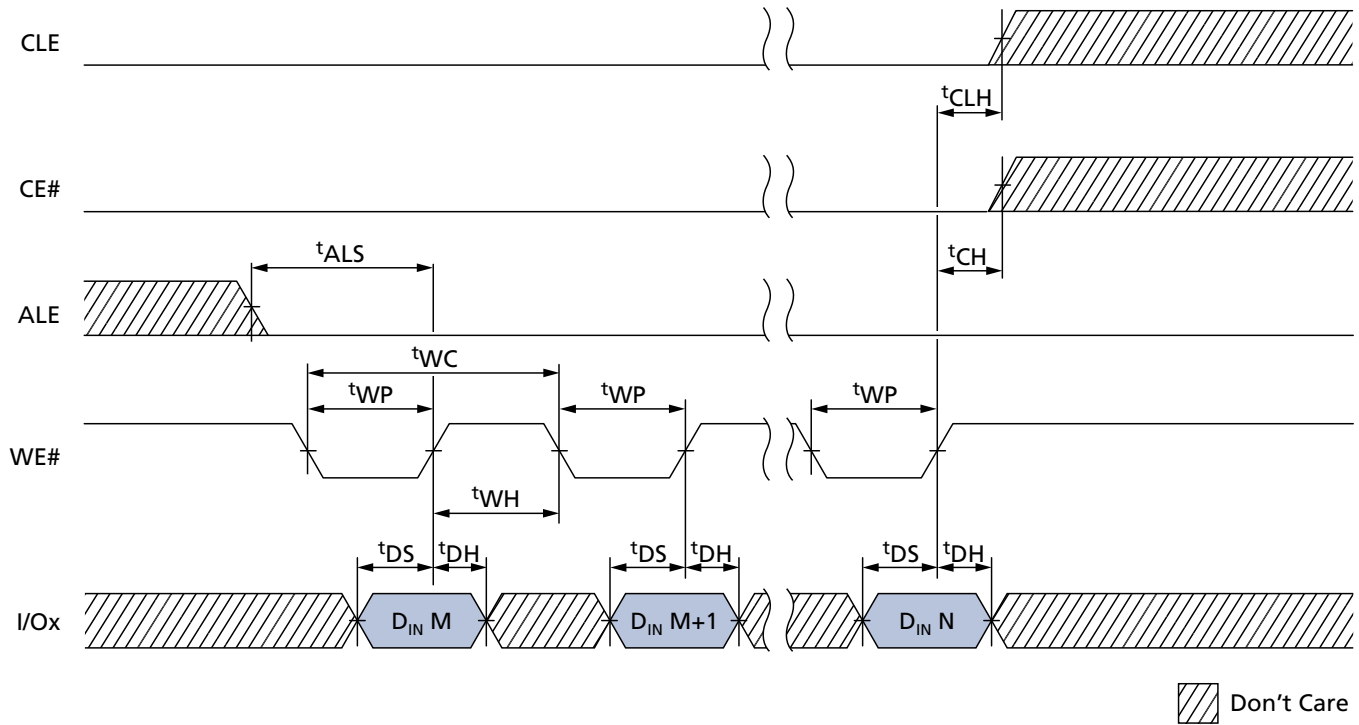 CLE
tCLH
CE#
tCH
tALS
ALE
tWC
tWP tWP tWP
WE#
tWH
tDS tDH tDS tDH tDS tDH
I/Ox DIN M DIN M+1 DIN N
Don't Care